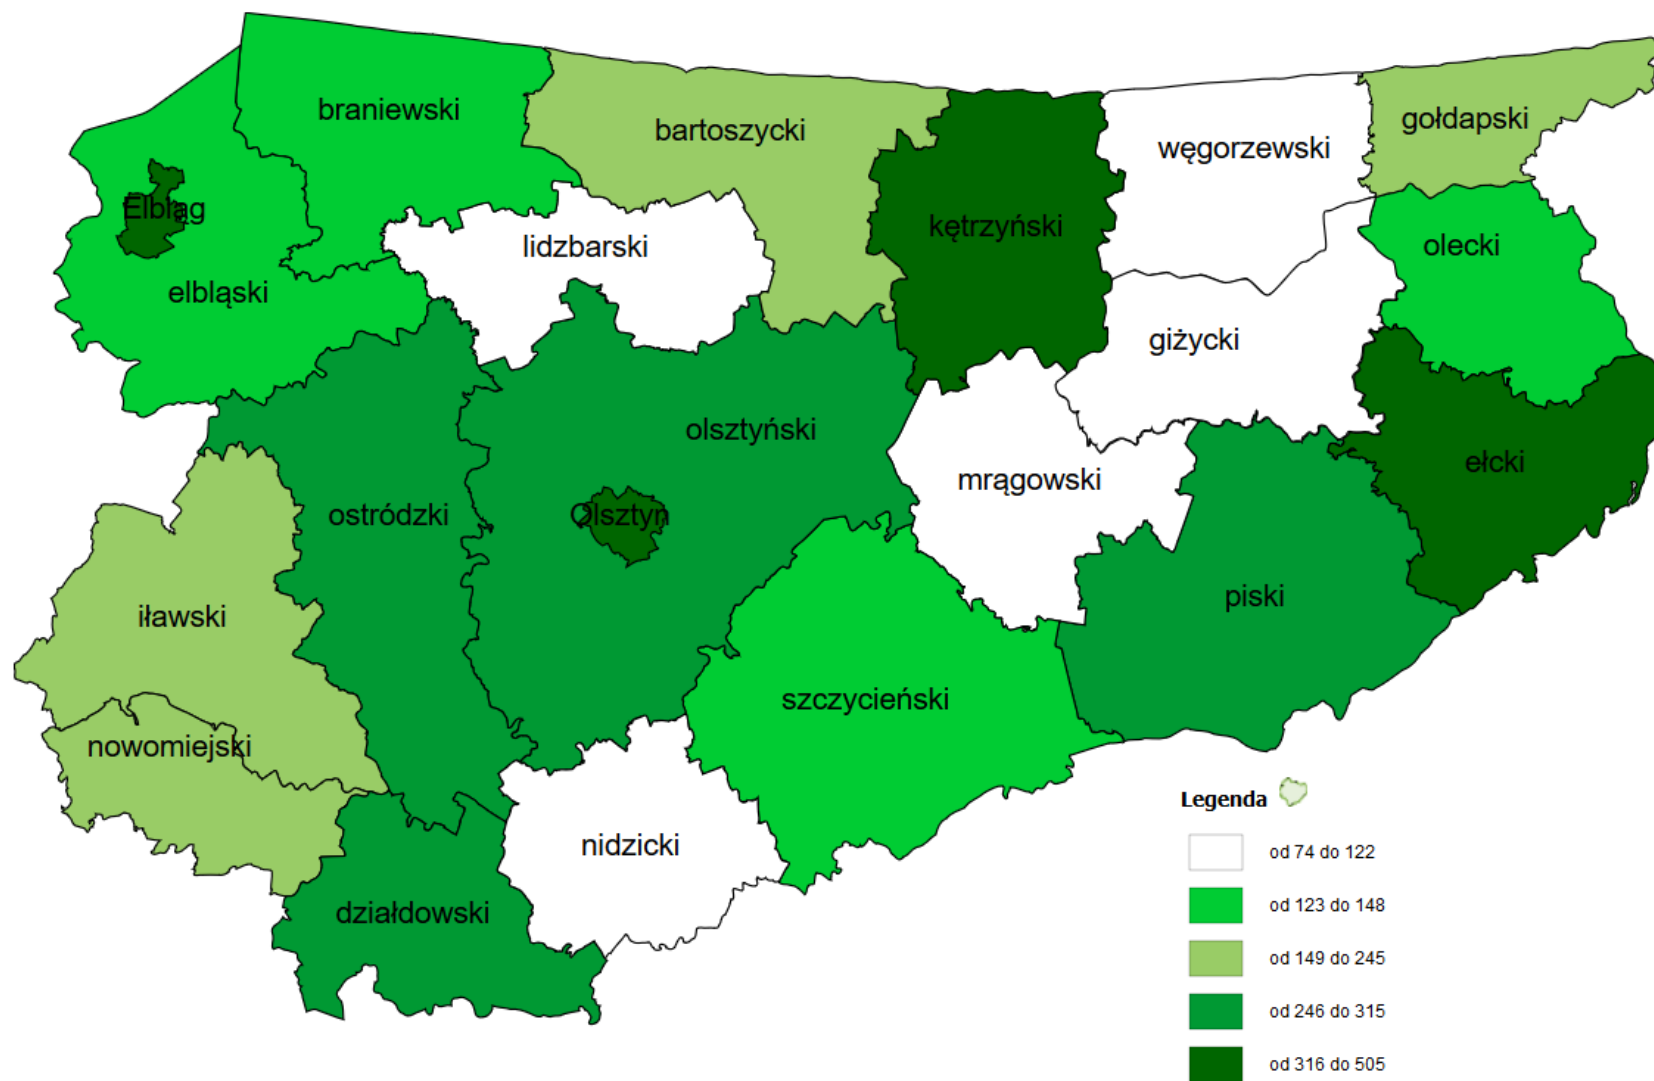 braniewski
bartoszycki
gołdapski
węgorzewski
Elbląg
kętrzyński
lidzbarski
olecki
elbląski
giżycki
olsztyński
ełcki
mrągowski
ostródzki
Olsztyn
piski
iławski
szczycieński
nowomiejski
nidzicki
działdowski
Legenda
od 74 do 122
od 123 do 148
od 149 do 245
od 246 do 315
od 316 do 505